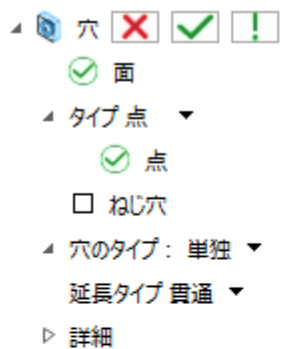 穴
面
タイプ 点
点
ねじ穴
穴のタイプ： 単独
延長タイプ 貫通
詳細